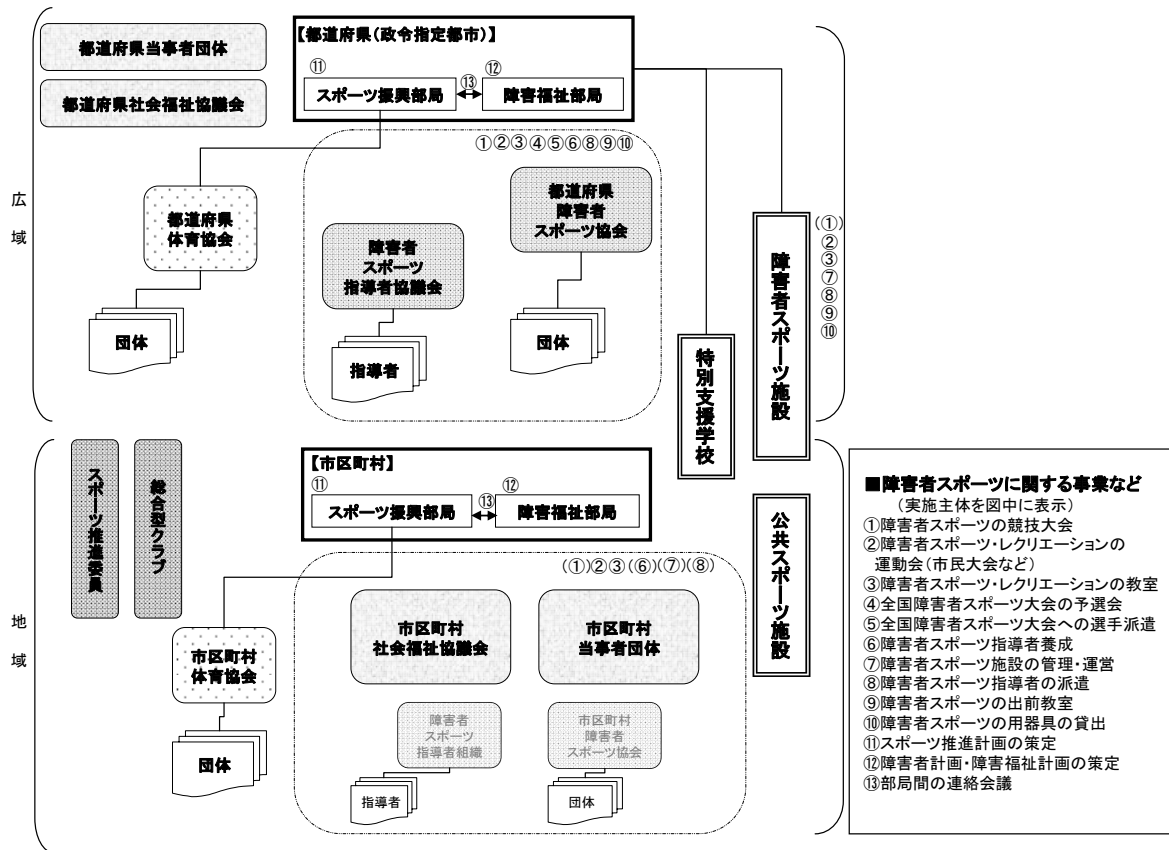 都道府県当事者団体
都道府県社会福祉協議会
【都道府県(政令指定都市)】
⑪
スポーツ振興部局
⑬
⑫
障害福祉部局
広域
①②③④⑤⑥⑧⑨⑩
都道府県
体育協会
団体
障害者
スポーツ
指導者協議会
指導者
都道府県
障害者
スポーツ協会
団体
特別支援学校
障害者スポーツ施設
(①)
②
③
⑦
⑧
⑨
⑩
地域
スポーツ推進委員
総合型クラブ
【市区町村】
⑪
スポーツ振興部局
⑬
⑫
障害福祉部局
(①)②③(⑥)(⑦)(⑧)
市区町村
体育協会
団体
市区町村
社会福祉協議会
市区町村
当事者団体
障害者
スポーツ
指導者組織
指導者
市区町村
障害者
スポーツ協会
団体
公共スポーツ施設
■障害者スポーツに関する事業など
(実施主体を図中に表示)
①障害者スポーツの競技大会
②障害者スポーツ・レクリエーションの
運動会(市民大会など)
③障害者スポーツ・レクリエーションの教室
④全国障害者スポーツ大会の予選会
⑤全国障害者スポーツ大会への選手派遣
⑥障害者スポーツ指導者養成
⑦障害者スポーツ施設の管理・運営
⑧障害者スポーツ指導者の派遣
⑨障害者スポーツの出前教室
⑩障害者スポーツの用器具の貸出
⑪スポーツ推進計画の策定
⑫障害者計画・障害福祉計画の策定
⑬部局間の連絡会議